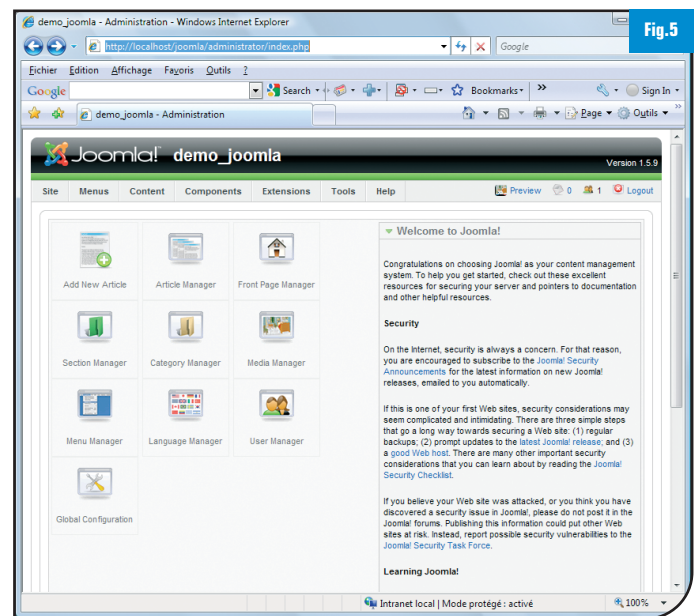 demo_joomla - Administration - Windows Internet Explorer
Fig.5
http://localhost/joomla/administrator/index.php
Google
Fichier Edition Affichage Favoris Outils ?
Google Search Bookmarks Sign In
demo_joomla - Administration Page Outils
Joomla! demo_joomla
Version 1.5.9
Site Menus Content Components Extensions Tools Help Preview 0 1 Logout
Add New Article Article Manager Front Page Manager
Section Manager Category Manager Media Manager
Menu Manager Language Manager User Manager
Global Configuration
Welcome to Joomla!
Congratulations on choosing Joomla! as your content management
system. To help you get started, check out these excellent
resources for securing your server and pointers to documentation
and other helpful resources.
Security
On the Internet, security is always a concern. For that reason,
you are encouraged to subscribe to the Joomla! Security
Announcements for the latest information on new Joomla!
releases, emailed to you automatically.
If this is one of your first Web sites, security considerations may
seem complicated and intimidating. There are three simple steps
that go a long way towards securing a Web site: (1) regular
backups; (2) prompt updates to the latest Joomla! release; and (3)
a good Web host. There are many other important security
considerations that you can learn about by reading the Joomla!
Security Checklist.
If you believe your Web site was attacked, or you think you have
discovered a security issue in Joomla!, please do not post it in the
Joomla! forums. Publishing this information could put other Web
sites at risk. Instead, report possible security vulnerabilities to the
Joomla! Security Task Force.
Learning Joomla!
Intranet local | Mode protégé : activé 100%